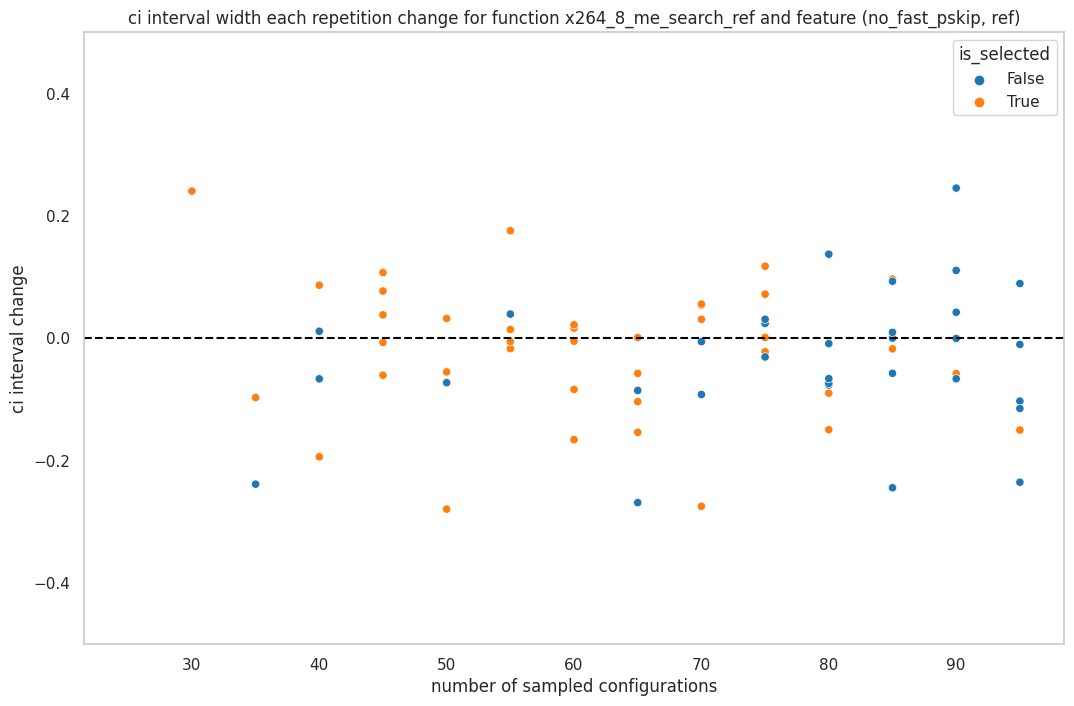 ci interval width each repetition change for function x264_8_me_search_ref and feature (no_fast_pskip, ref)
is_selected
False
True
ci interval change
0.4
0.2
0.0
−0.2
−0.4
30 40 50 60 70 80 90
number of sampled configurations